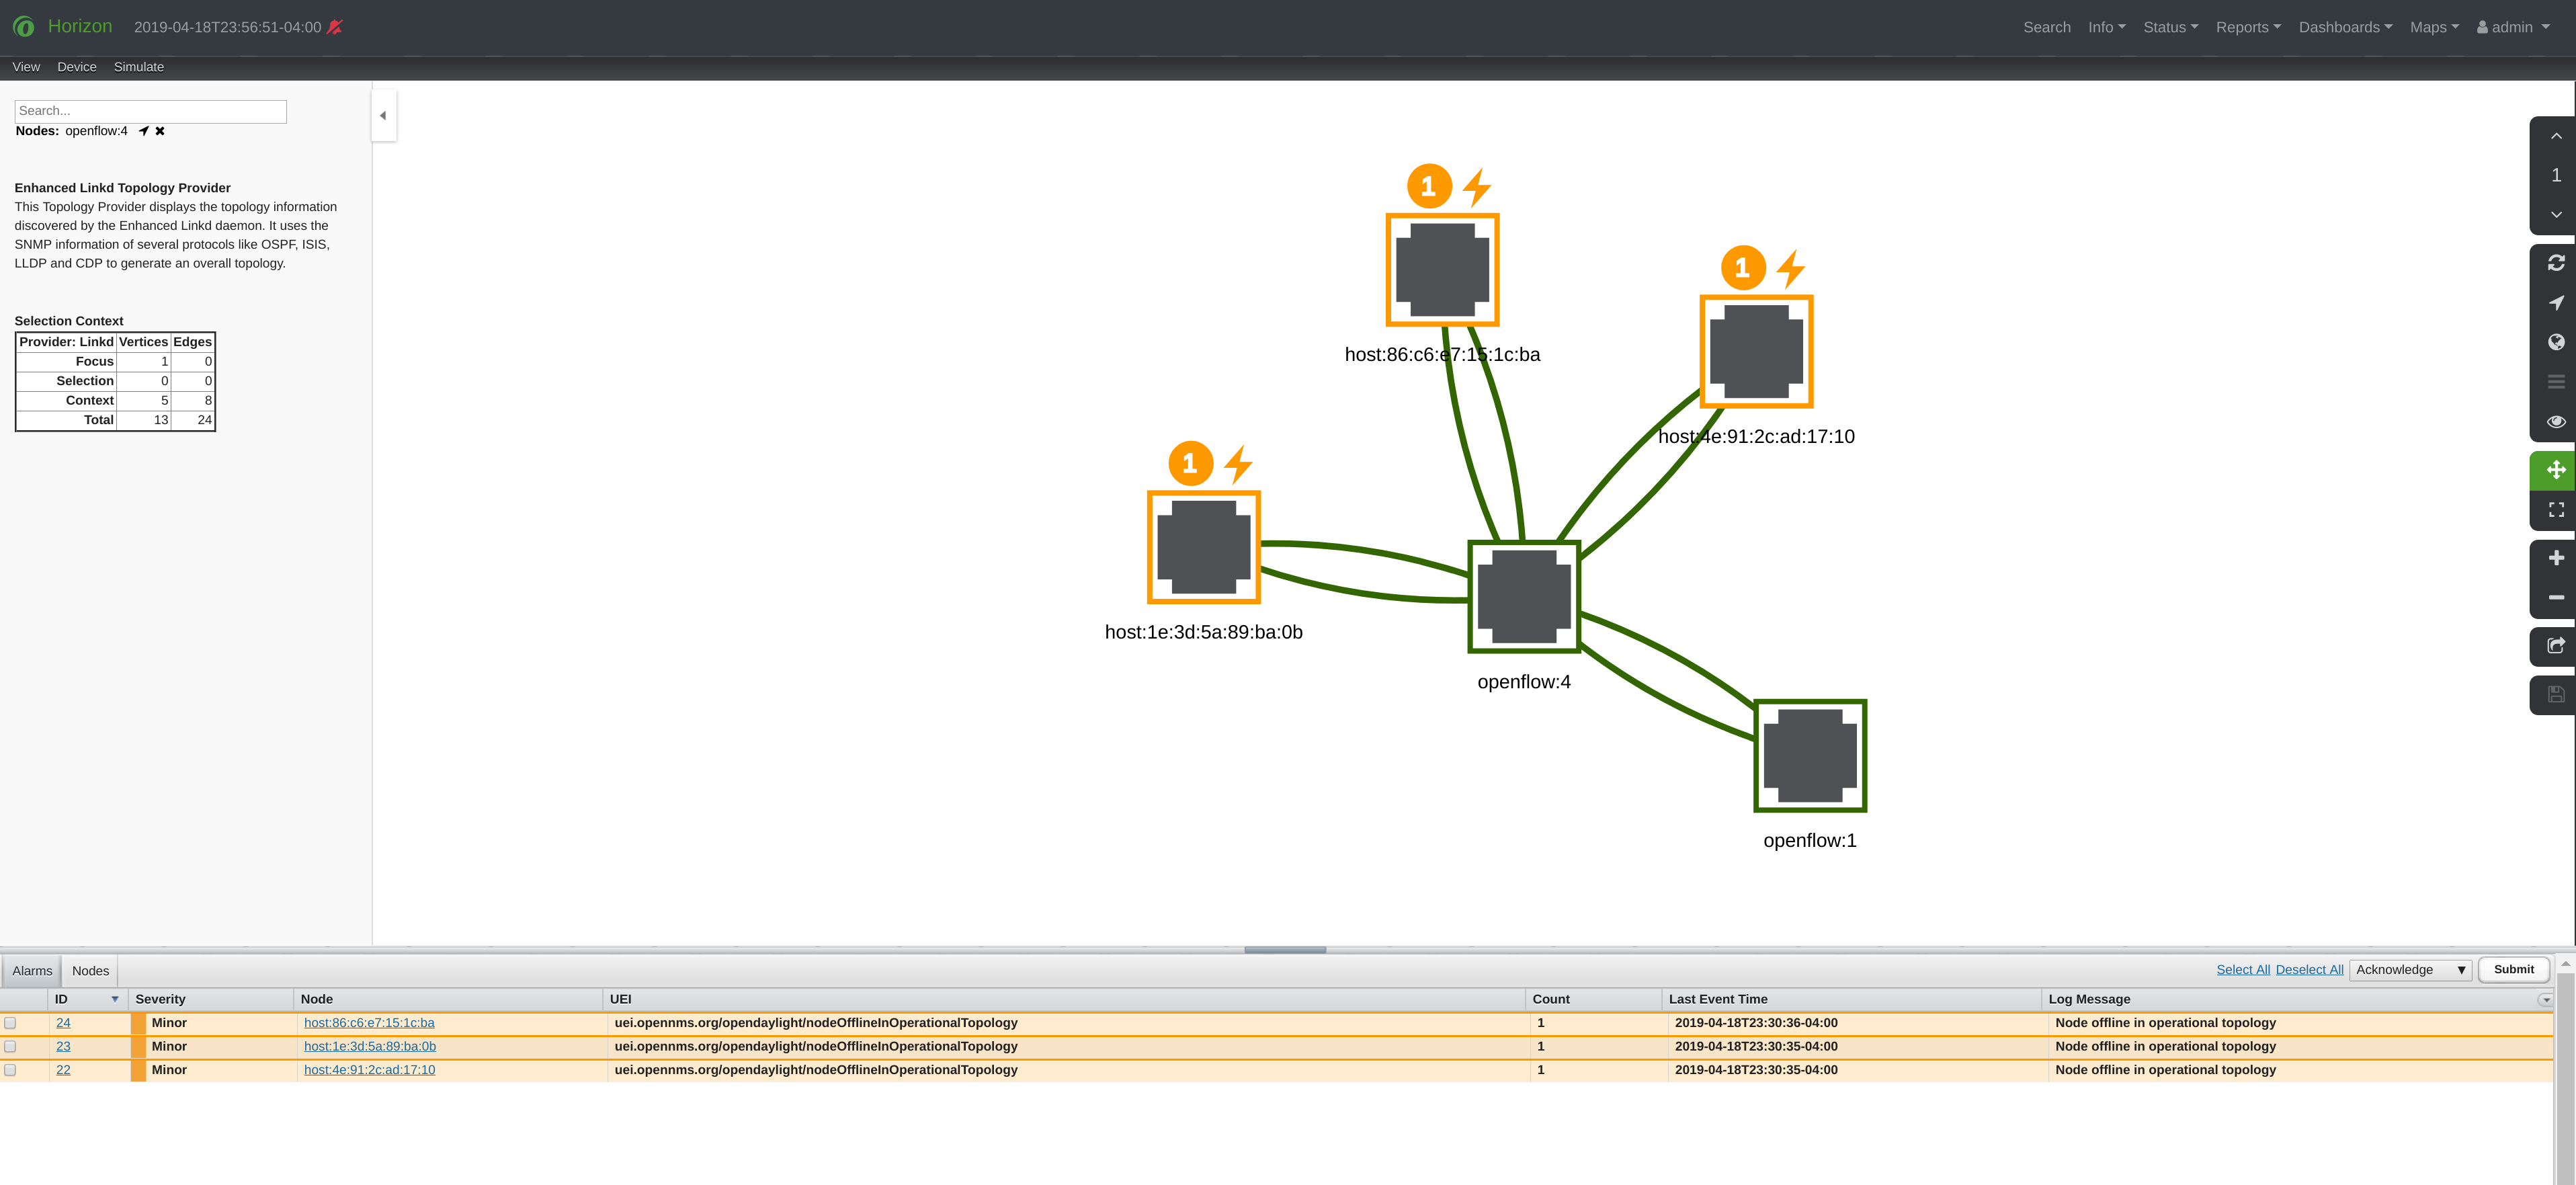 Horizon 2019-04-18T23:56:51-04:00 Search Info Status Reports Dashboards Maps admin
View Device Simulate
Search...
Nodes: openflow:4
Enhanced Linkd Topology Provider
This Topology Provider displays the topology information
discovered by the Enhanced Linkd daemon. It uses the
SNMP information of several protocols like OSPF, ISIS,
LLDP and CDP to generate an overall topology.
Selection Context
Provider: Linkd Vertices Edges
Focus 1 0
Selection 0 0
Context 5 8
Total 13 24
1
host:86:c6:e7:15:1c:ba
1
host:4e:91:2c:ad:17:10
1
host:1e:3d:5a:89:ba:0b
openflow:4
openflow:1
1
Alarms Nodes Select All Deselect All Acknowledge Submit
ID Severity Node UEI Count Last Event Time Log Message
24 Minor host:86:c6:e7:15:1c:ba uei.opennms.org/opendaylight/nodeOfflineInOperationalTopology 1 2019-04-18T23:30:36-04:00 Node offline in operational topology
23 Minor host:1e:3d:5a:89:ba:0b uei.opennms.org/opendaylight/nodeOfflineInOperationalTopology 1 2019-04-18T23:30:35-04:00 Node offline in operational topology
22 Minor host:4e:91:2c:ad:17:10 uei.opennms.org/opendaylight/nodeOfflineInOperationalTopology 1 2019-04-18T23:30:35-04:00 Node offline in operational topology